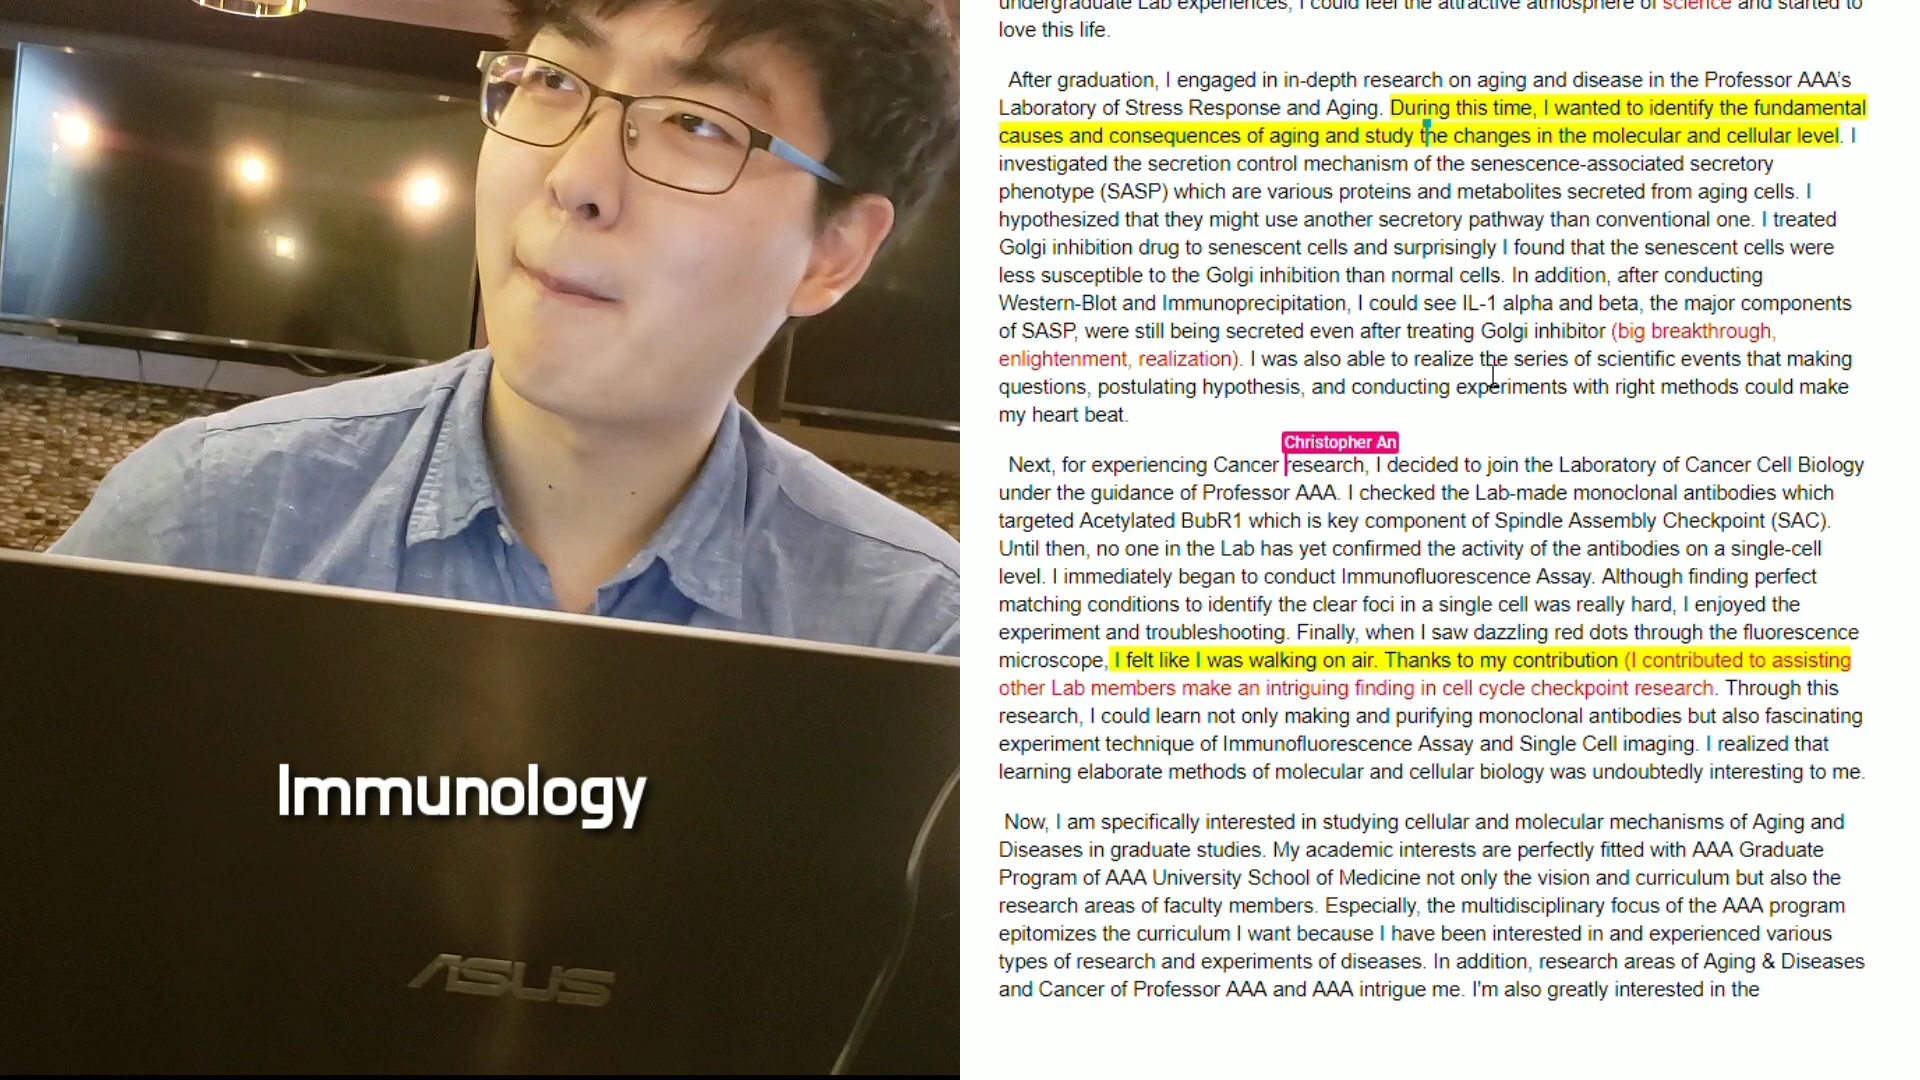 Immunology
ASUS
undergraduate Lab experiences, I could feel the attractive atmosphere of science and started to
love this life.
After graduation, I engaged in in-depth research on aging and disease in the Professor AAA's
Laboratory of Stress Response and Aging. During this time, I wanted to identify the fundamental
causes and consequences of aging and study the changes in the molecular and cellular level. I
investigated the secretion control mechanism of the senescence-associated secretory
phenotype (SASP) which are various proteins and metabolites secreted from aging cells. I
hypothesized that they might use another secretory pathway than conventional one. I treated
Golgi inhibition drug to senescent cells and surprisingly I found that the senescent cells were
less susceptible to the Golgi inhibition than normal cells. In addition, after conducting
Western-Blot and Immunoprecipitation, I could see IL-1 alpha and beta, the major components
of SASP, were still being secreted even after treating Golgi inhibitor (big breakthrough,
enlightenment, realization). I was also able to realize the series of scientific events that making
questions, postulating hypothesis, and conducting experiments with right methods could make
my heart beat.
Christopher An
Next, for experiencing Cancer research, I decided to join the Laboratory of Cancer Cell Biology
under the guidance of Professor AAA. I checked the Lab-made monoclonal antibodies which
targeted Acetylated BubR1 which is key component of Spindle Assembly Checkpoint (SAC).
Until then, no one in the Lab has yet confirmed the activity of the antibodies on a single-cell
level. I immediately began to conduct Immunofluorescence Assay. Although finding perfect
matching conditions to identify the clear foci in a single cell was really hard, I enjoyed the
experiment and troubleshooting. Finally, when I saw dazzling red dots through the fluorescence
microscope, I felt like I was walking on air. Thanks to my contribution (I contributed to assisting
other Lab members make an intriguing finding in cell cycle checkpoint research. Through this
research, I could learn not only making and purifying monoclonal antibodies but also fascinating
experiment technique of Immunofluorescence Assay and Single Cell imaging. I realized that
learning elaborate methods of molecular and cellular biology was undoubtedly interesting to me.
Now, I am specifically interested in studying cellular and molecular mechanisms of Aging and
Diseases in graduate studies. My academic interests are perfectly fitted with AAA Graduate
Program of AAA University School of Medicine not only the vision and curriculum but also the
research areas of faculty members. Especially, the multidisciplinary focus of the AAA program
epitomizes the curriculum I want because I have been interested in and experienced various
types of research and experiments of diseases. In addition, research areas of Aging & Diseases
and Cancer of Professor AAA and AAA intrigue me. I'm also greatly interested in the